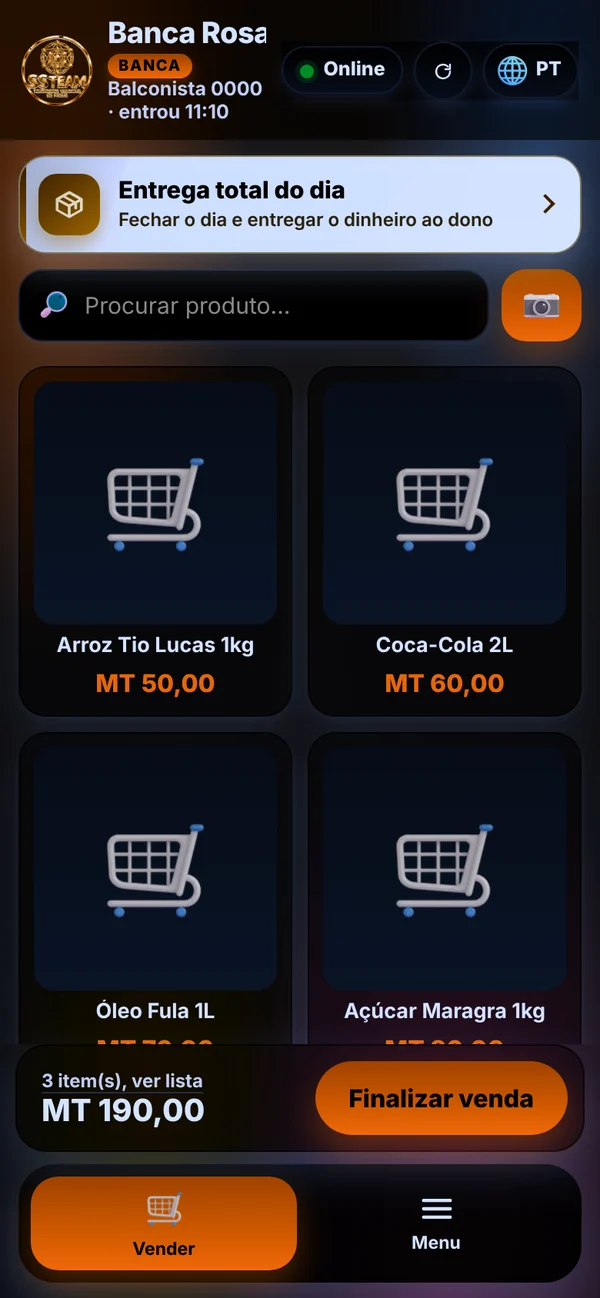 Banca Rosa
BANCA
Balconista 0000
· entrou 11:10
Online
PT
SSTEAM
Entrega total do dia
Fechar o dia e entregar o dinheiro ao dono
Procurar produto...
Arroz Tio Lucas 1kg
MT 50,00
Coca-Cola 2L
MT 60,00
Óleo Fula 1L
Açúcar Maragra 1kg
3 item(s), ver lista
MT 190,00
Finalizar venda
Vender
Menu